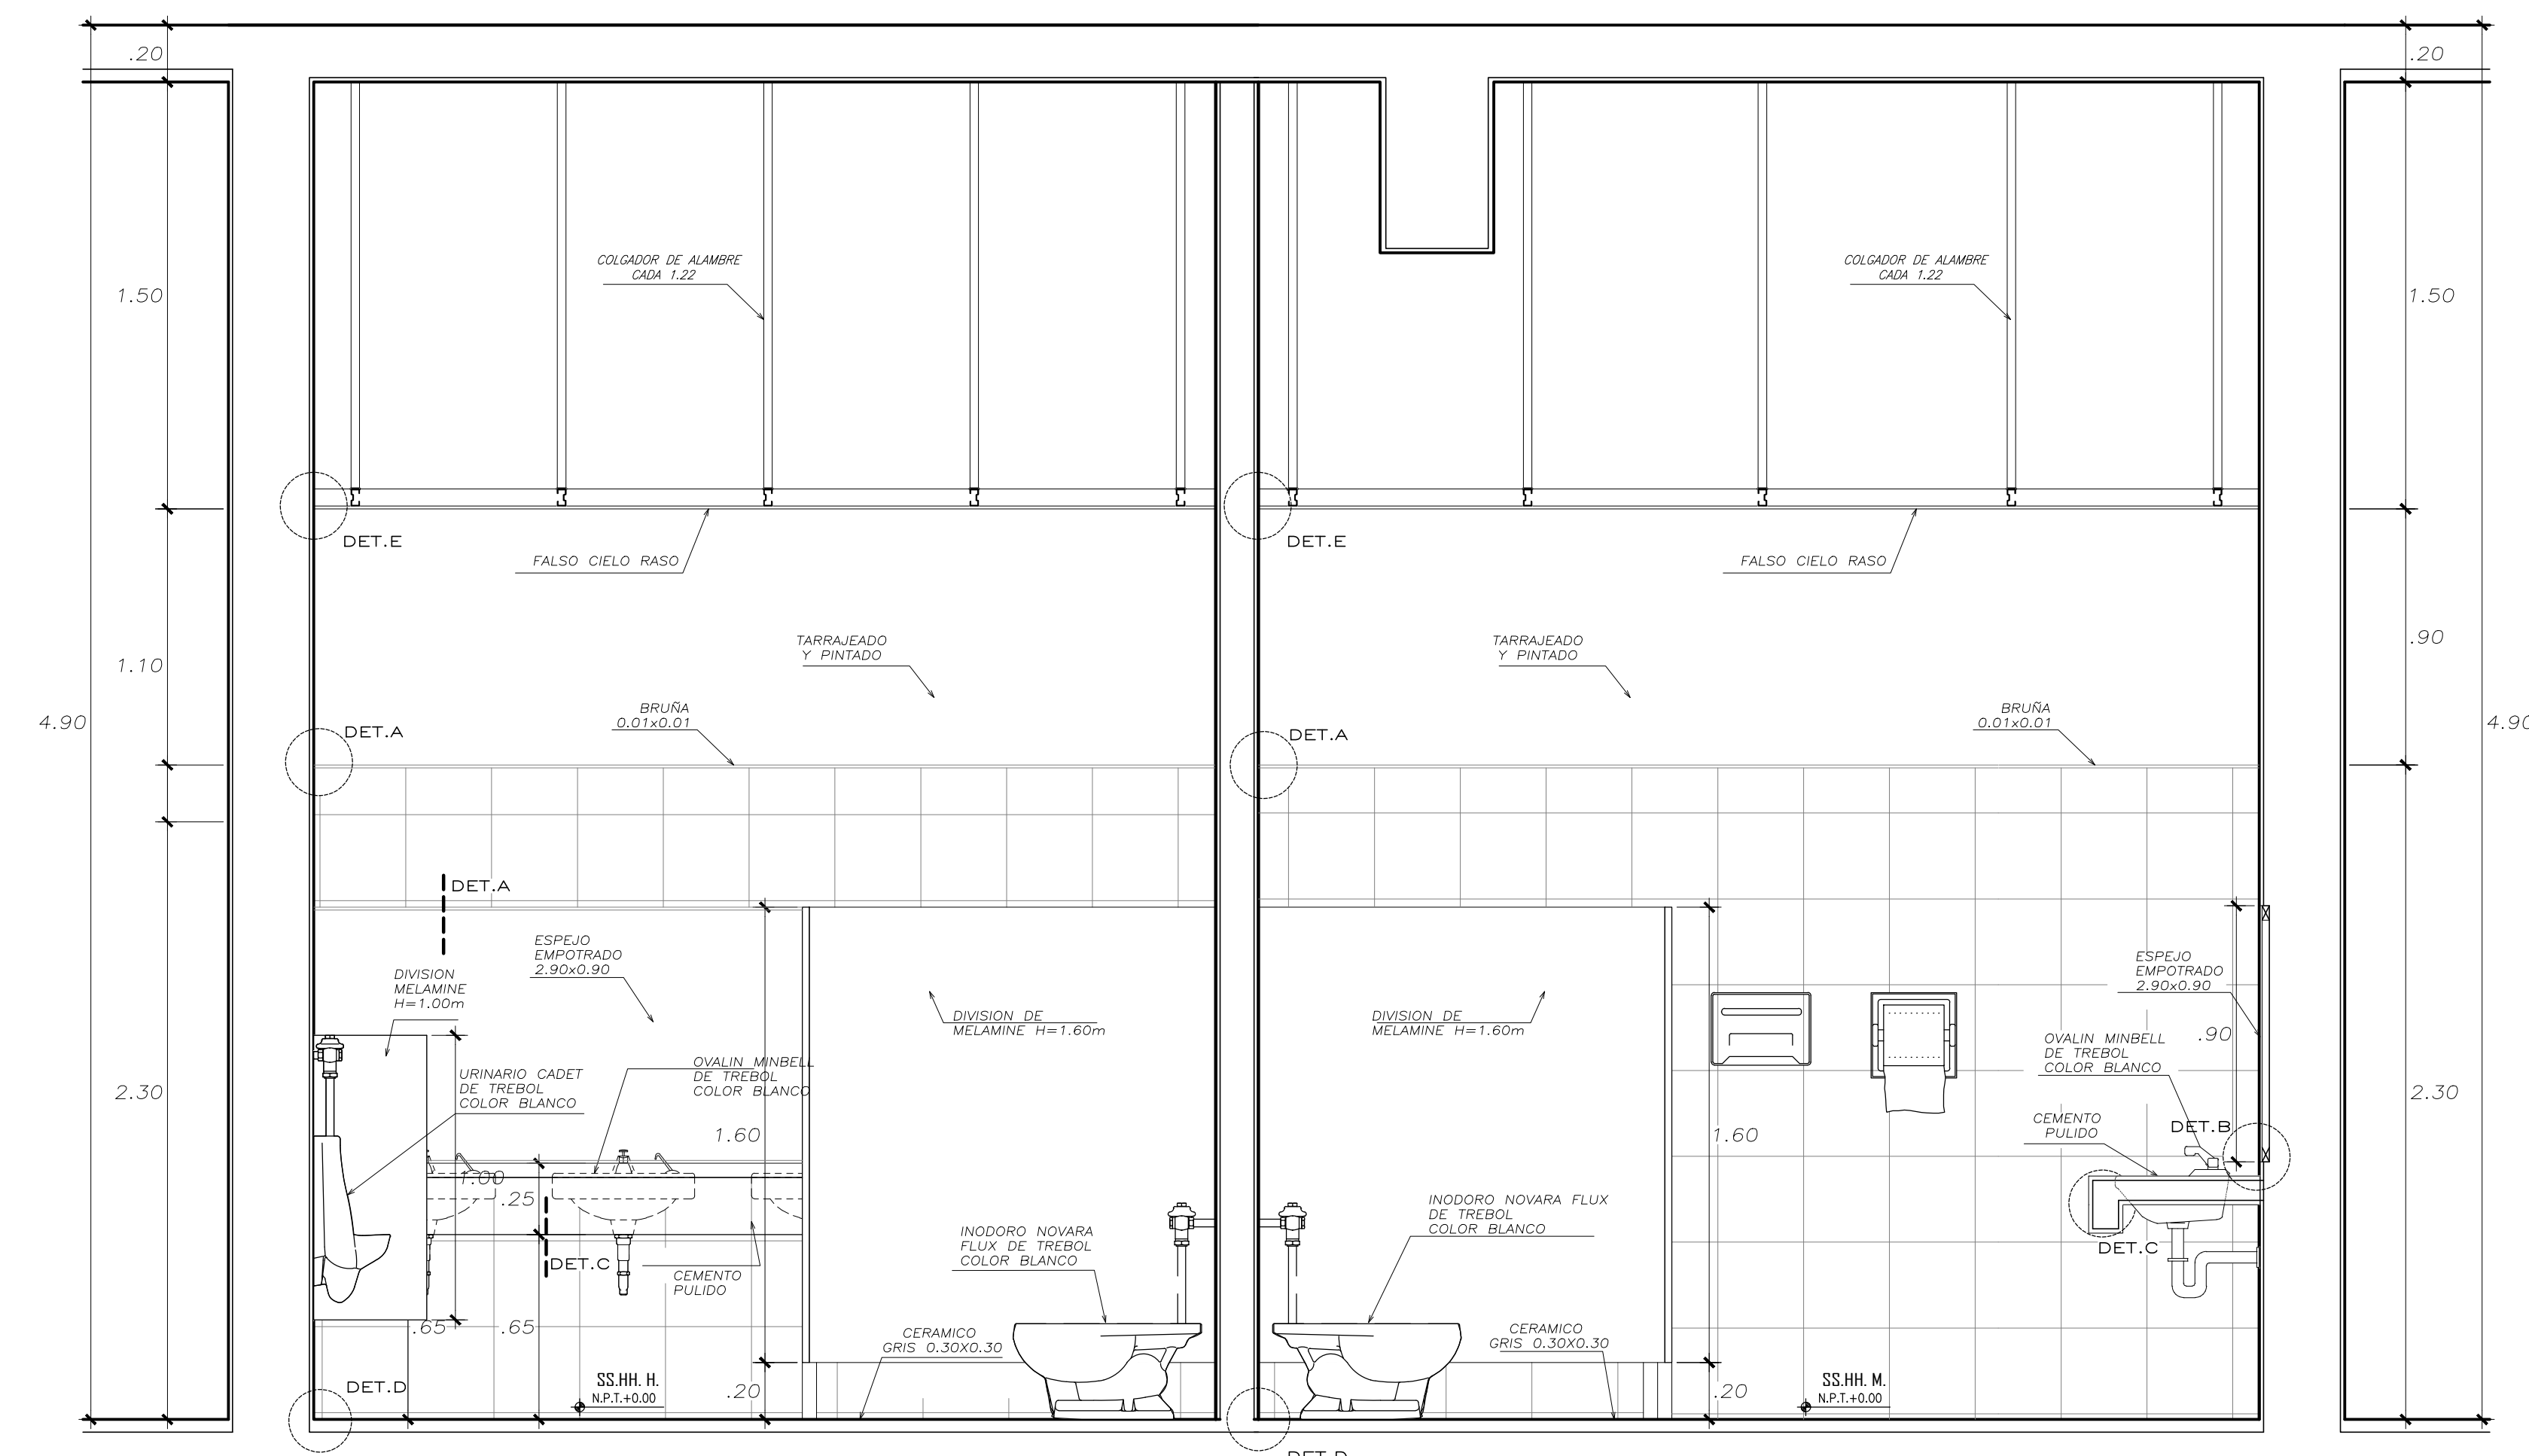 .20
.20
COLGADOR DE ALAMBRE
CADA 1.22
COLGADOR DE ALAMBRE
CADA 1.22
1.50
1.50
DET.E
DET.E
FALSO CIELO RASO
FALSO CIELO RASO
TARRAJEADO
Y PINTADO
TARRAJEADO
Y PINTADO
.90
1.10
BRUÑA
0.01x0.01
BRUÑA
0.01x0.01
4.90
4.90
DET.A
DET.A
DET.A
ESPEJO
EMPOTRADO
2.90x0.90
ESPEJO
EMPOTRADO
2.90x0.90
DIVISION
MELAMINE
H=1.00m
DIVISION DE
MELAMINE H=1.60m
DIVISION DE
MELAMINE H=1.60m
.90
OVALIN MINBELL
DE TREBOL
COLOR BLANCO
OVALIN MINBELL
DE TREBOL
COLOR BLANCO
URINARIO CADET
DE TREBOL
COLOR BLANCO
2.30
2.30
1.60
1.60
CEMENTO
PULIDO
DET.B
1.00
.25
INODORO NOVARA
FLUX DE TREBOL
COLOR BLANCO
INODORO NOVARA FLUX
DE TREBOL
COLOR BLANCO
DET.C
DET.C
CEMENTO
PULIDO
.65
.65
CERAMICO
GRIS 0.30X0.30
CERAMICO
GRIS 0.30X0.30
DET.D
SS.HH. H.
N.P.T.+0.00
.20
.20
SS.HH. M.
N.P.T.+0.00
DET.D